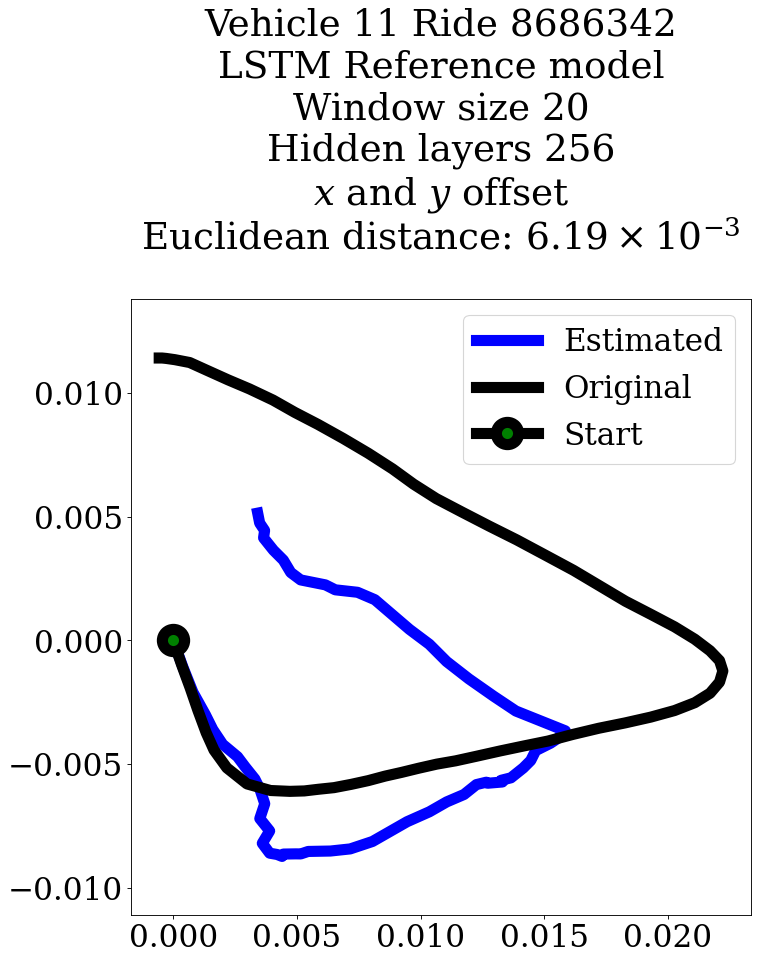 Vehicle 11 Ride 8686342
LSTM Reference model
Window size 20
Hidden layers 256
x and y offset
Euclidean distance: 6.19 × 10⁻³
Estimated
Original
Start
0.010
0.005
0.000
−0.005
−0.010
0.000 0.005 0.010 0.015 0.020